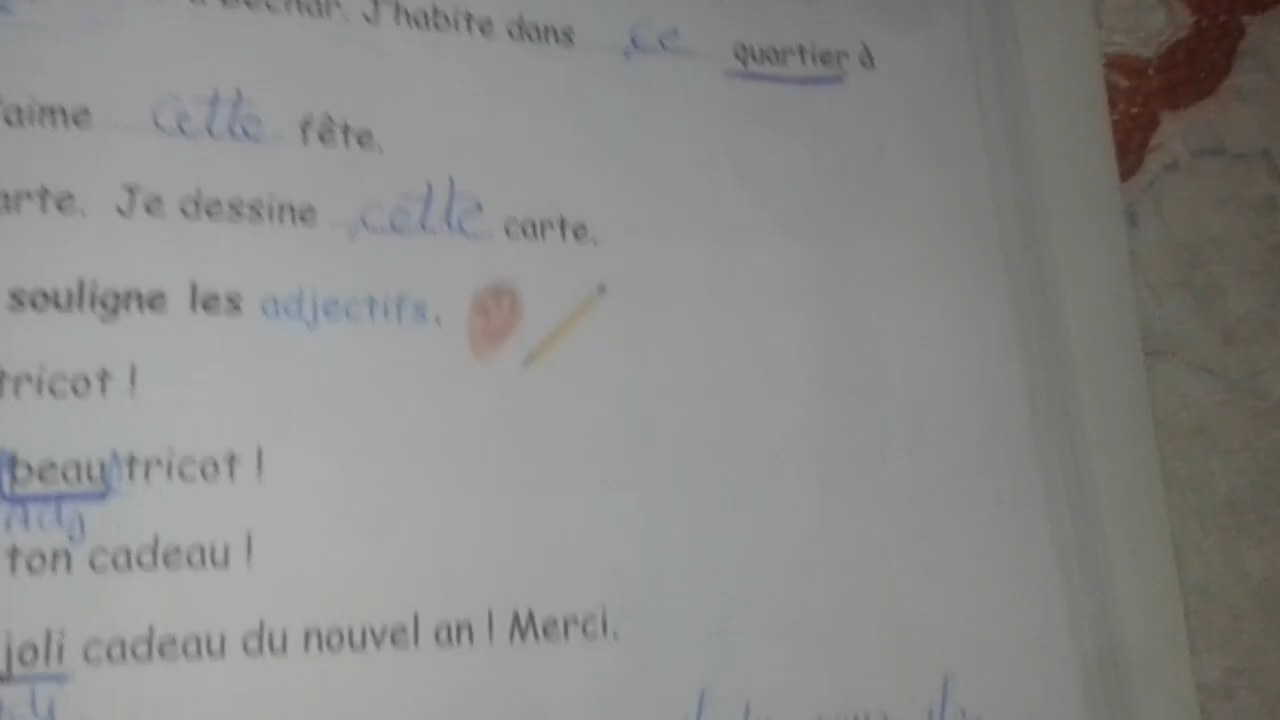 J'habite dans ce quartier à
aime cette fête.
arte. Je dessine cette carte.
souligne les adjectifs.
tricot !
beau tricot !
adj
ton cadeau !
joli cadeau du nouvel an ! Merci.